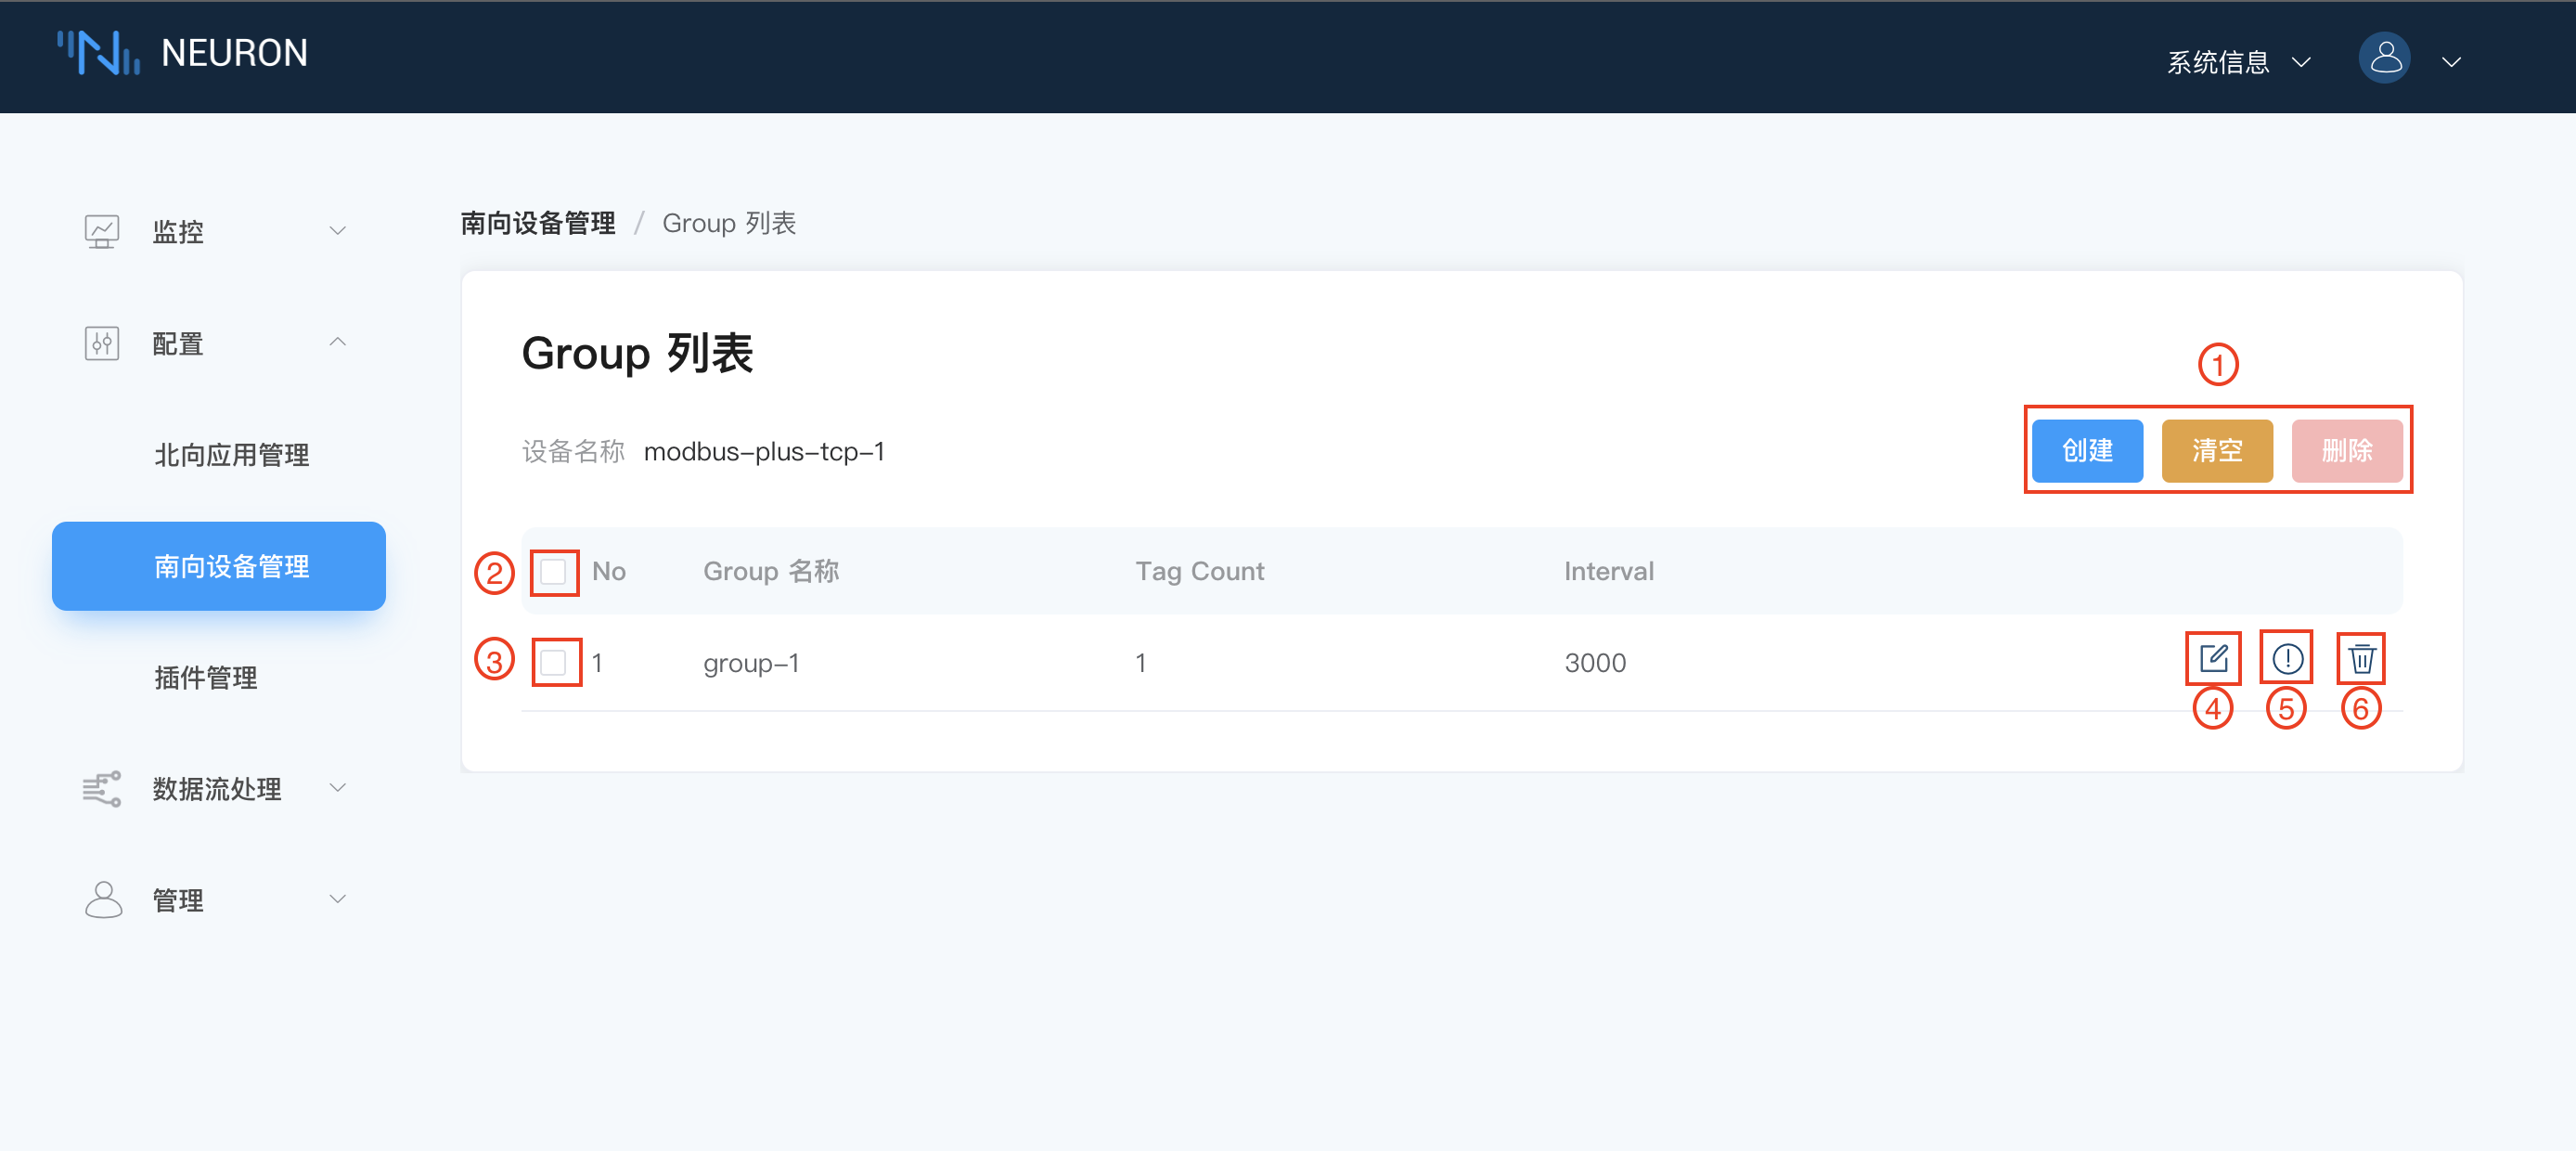 NEURON
系统信息
监控
配置
北向应用管理
南向设备管理
插件管理
数据流处理
管理
南向设备管理 / Group 列表
Group 列表
1
设备名称 modbus-plus-tcp-1
创建 清空 删除
2 No Group 名称 Tag Count Interval
3 1 group-1 1 3000
4 5 6